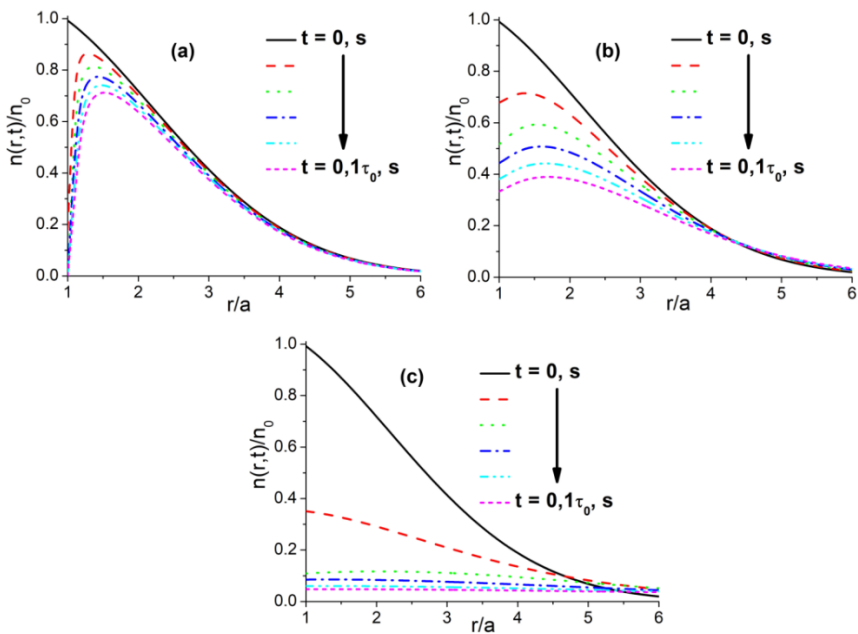 (a)
t = 0, s
t = 0,1τ₀, s
n(r,t)/n₀
1.0
0.8
0.6
0.4
0.2
0.0
1 2 3 4 5 6
r/a
(b)
t = 0, s
t = 0,1τ₀, s
n(r,t)/n₀
1.0
0.8
0.6
0.4
0.2
0.0
1 2 3 4 5 6
r/a
(c)
t = 0, s
t = 0,1τ₀, s
n(r,t)/n₀
1.0
0.8
0.6
0.4
0.2
0.0
1 2 3 4 5 6
r/a